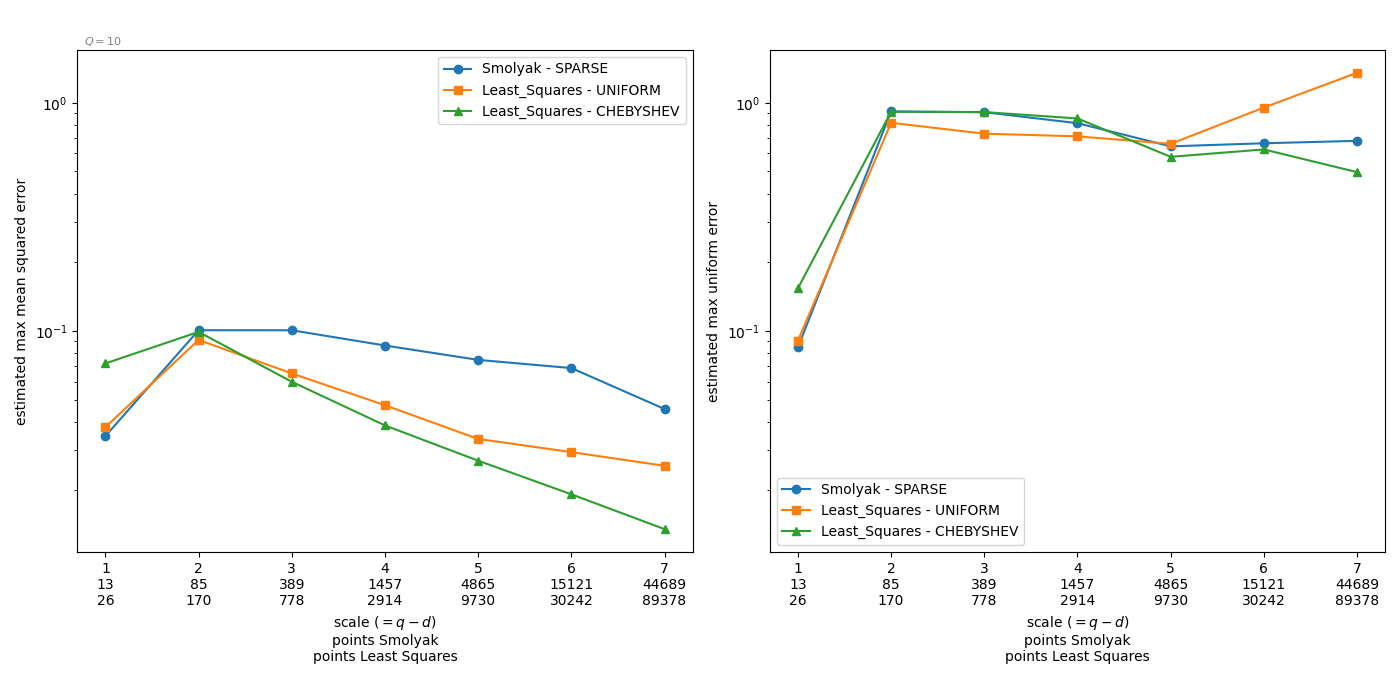 Q = 10
estimated max mean squared error
10⁰
10⁻¹
Smolyak - SPARSE
Least_Squares - UNIFORM
Least_Squares - CHEBYSHEV
1 2 3 4 5 6 7
13 85 389 1457 4865 15121 44689
26 170 778 2914 9730 30242 89378
scale (= q − d)
points Smolyak
points Least Squares
estimated max uniform error
10⁰
10⁻¹
Smolyak - SPARSE
Least_Squares - UNIFORM
Least_Squares - CHEBYSHEV
1 2 3 4 5 6 7
13 85 389 1457 4865 15121 44689
26 170 778 2914 9730 30242 89378
scale (= q − d)
points Smolyak
points Least Squares